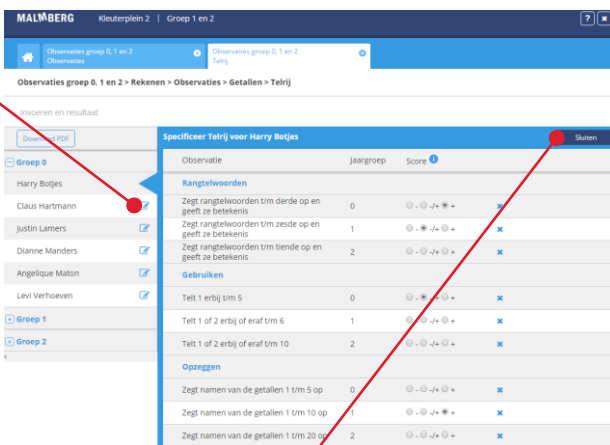 MALMBERG Kleuterplein 2 | Groep 1 en 2 ?
Observaties groep 0, 1 en 2
Observaties
Observaties groep 0, 1 en 2
Telrij
Observaties groep 0, 1 en 2 > Rekenen > Observaties > Getallen > Telrij
Invoeren en resultaat
Download PDF
Groep 0
Harry Botjes
Claus Hartmann
Justin Lamers
Dianne Manders
Angelique Maton
Levi Verhoeven
Groep 1
Groep 2
Specificeer Telrij voor Harry Botjes Sluiten
Observatie Jaargroep Score
Rangtelwoorden
Zegt rangtelwoorden t/m derde op en
geeft ze betekenis 0 - -/+ +
Zegt rangtelwoorden t/m zesde op en
geeft ze betekenis 1 - -/+ +
Zegt rangtelwoorden t/m tiende op en
geeft ze betekenis 2 - -/+ +
Gebruiken
Telt 1 erbij t/m 5 0 - -/+ +
Telt 1 of 2 erbij of eraf t/m 6 1 - -/+ +
Telt 1 of 2 erbij of eraf t/m 10 2 - -/+ +
Opzeggen
Zegt namen van de getallen 1 t/m 5 op 0 - -/+ +
Zegt namen van de getallen 1 t/m 10 op 1 - -/+ +
Zegt namen van de getallen 1 t/m 20 op 2 - -/+ +